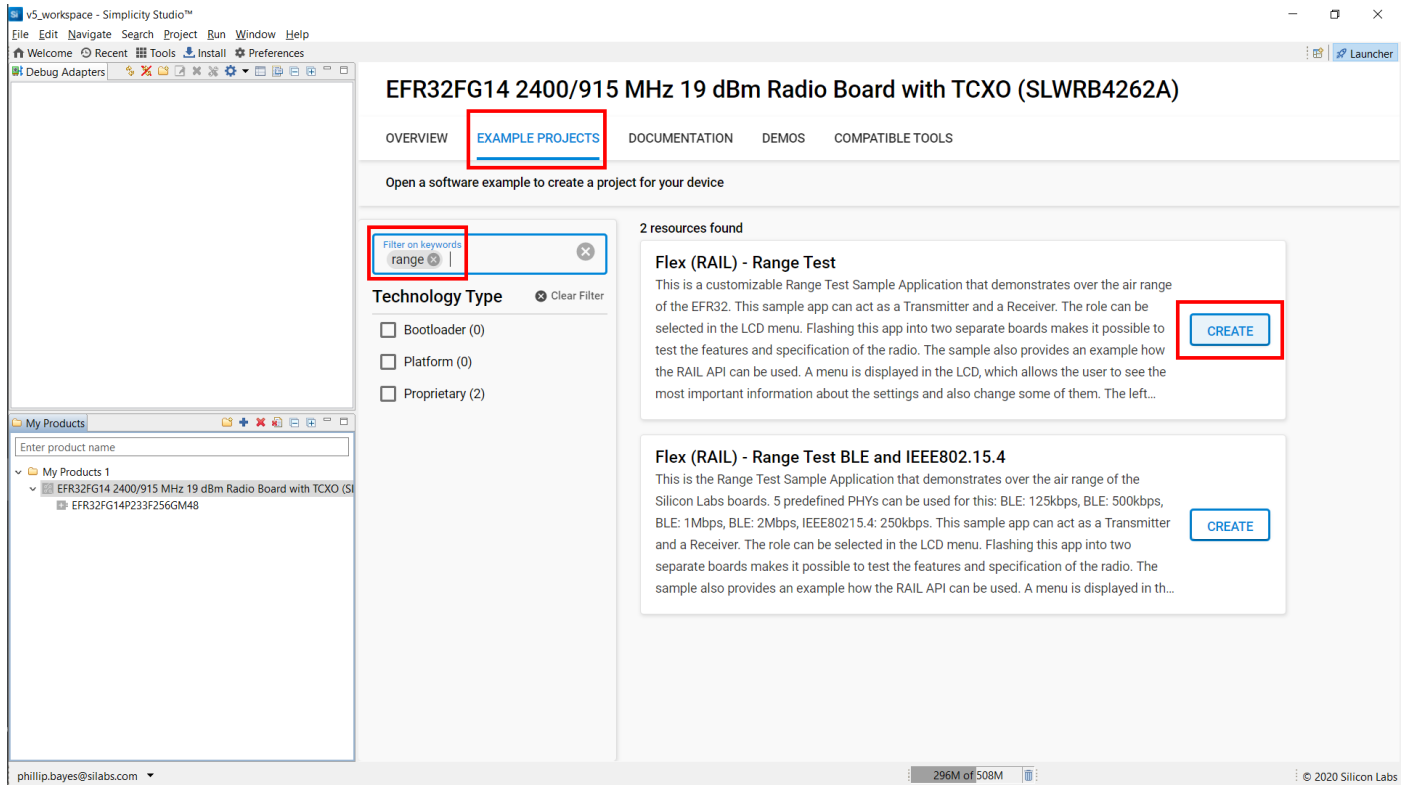 v5_workspace - Simplicity Studio™
File Edit Navigate Search Project Run Window Help
Welcome Recent Tools Install Preferences
Launcher
Debug Adapters
EFR32FG14 2400/915 MHz 19 dBm Radio Board with TCXO (SLWRB4262A)
OVERVIEW EXAMPLE PROJECTS DOCUMENTATION DEMOS COMPATIBLE TOOLS
Open a software example to create a project for your device
Filter on keywords
range
Technology Type Clear Filter
Bootloader (0)
Platform (0)
Proprietary (2)
2 resources found
Flex (RAIL) - Range Test
This is a customizable Range Test Sample Application that demonstrates over the air range
of the EFR32. This sample app can act as a Transmitter and a Receiver. The role can be
selected in the LCD menu. Flashing this app into two separate boards makes it possible to
test the features and specification of the radio. The sample also provides an example how
the RAIL API can be used. A menu is displayed in the LCD, which allows the user to see the
most important information about the settings and also change some of them. The left...
CREATE
Flex (RAIL) - Range Test BLE and IEEE802.15.4
This is the Range Test Sample Application that demonstrates over the air range of the
Silicon Labs boards. 5 predefined PHYs can be used for this: BLE: 125kbps, BLE: 500kbps,
BLE: 1Mbps, BLE: 2Mbps, IEEE80215.4: 250kbps. This sample app can act as a Transmitter
and a Receiver. The role can be selected in the LCD menu. Flashing this app into two
separate boards makes it possible to test the features and specification of the radio. The
sample also provides an example how the RAIL API can be used. A menu is displayed in th...
CREATE
My Products
Enter product name
My Products 1
EFR32FG14 2400/915 MHz 19 dBm Radio Board with TCXO (SI
EFR32FG14P233F256GM48
phillip.bayes@silabs.com
296M of 508M
© 2020 Silicon Labs